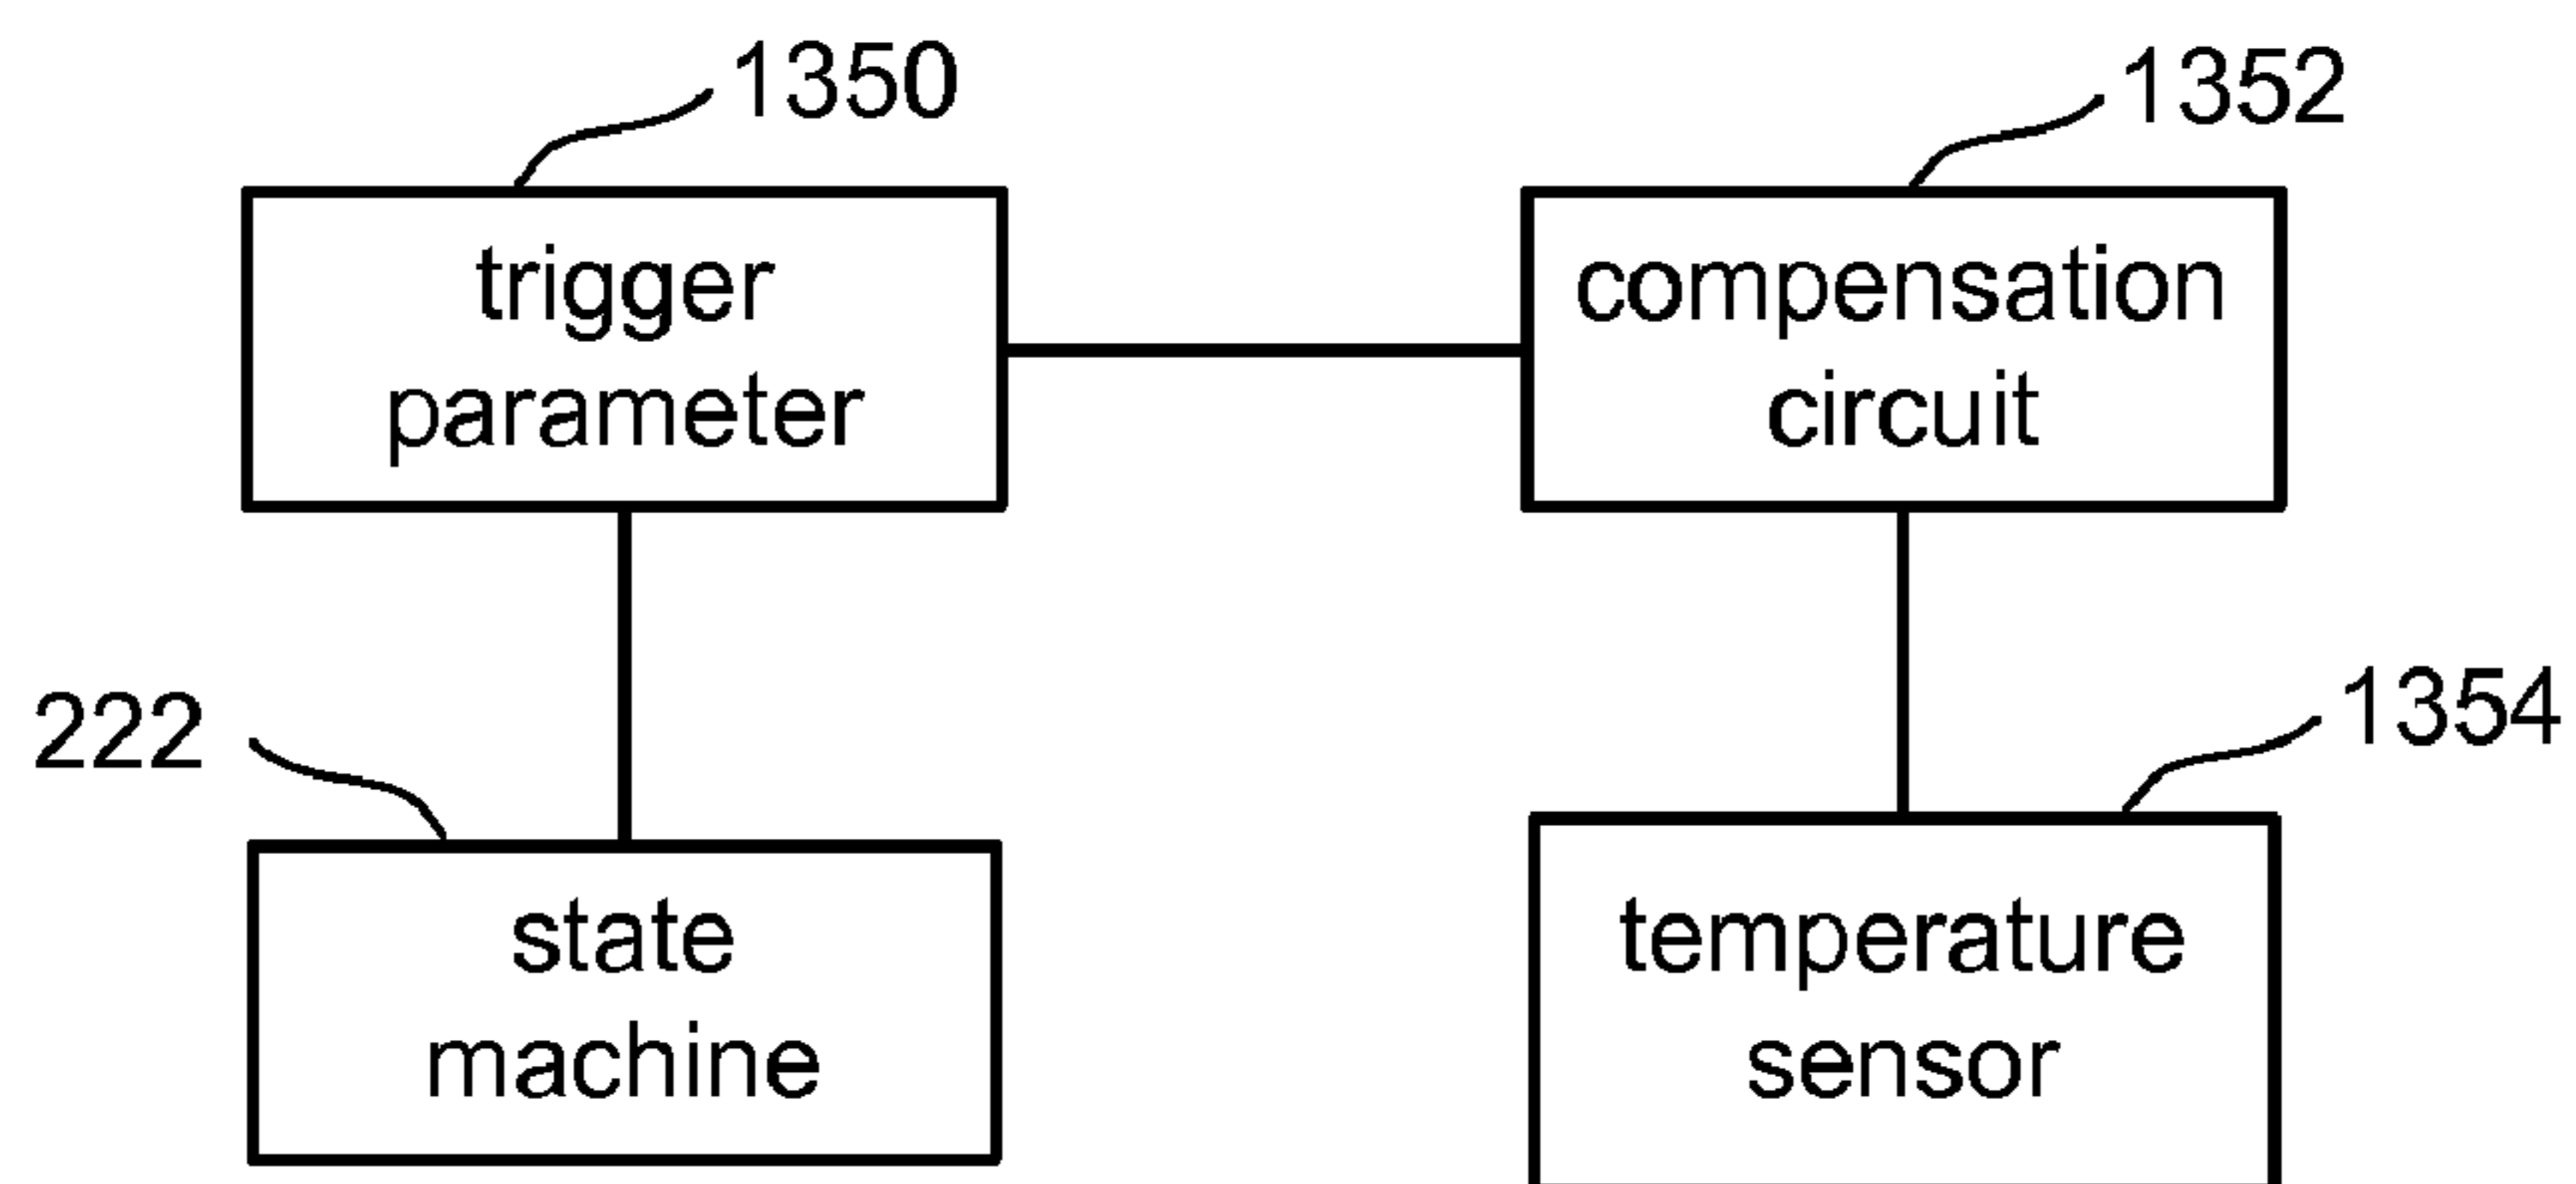 1350
1352
trigger
parameter
compensation
circuit
222
1354
state
machine
temperature
sensor